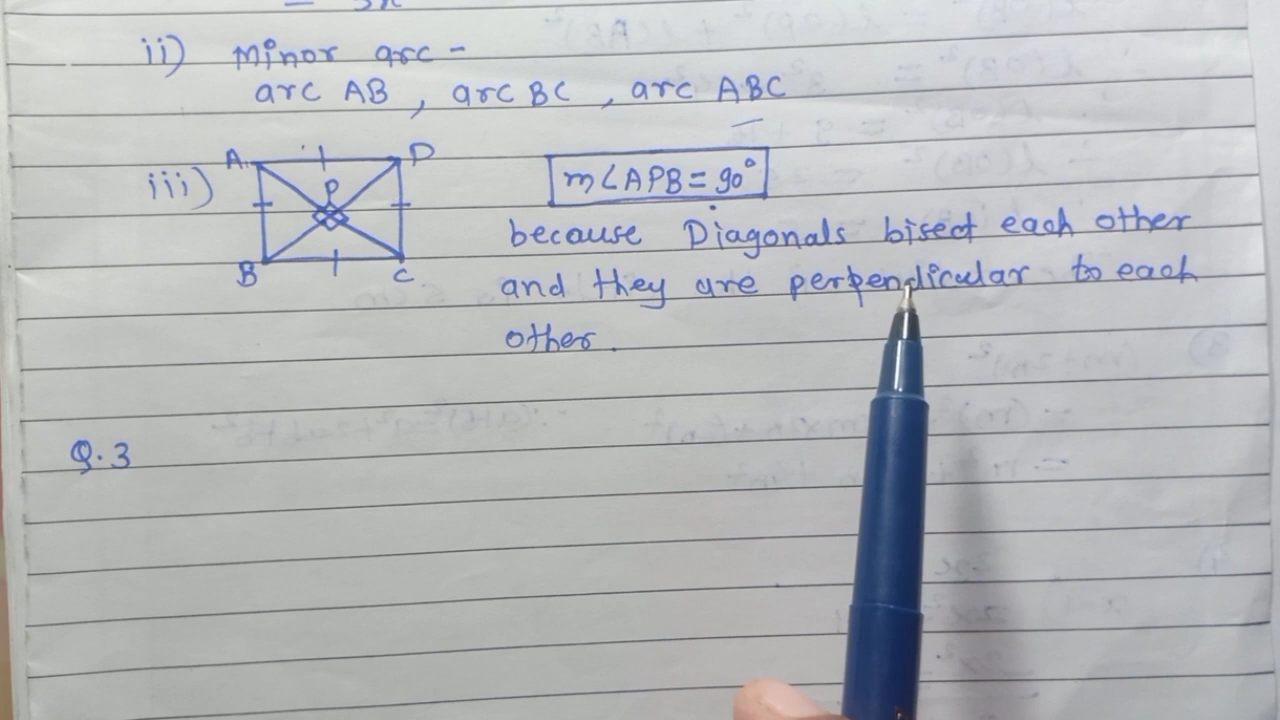 ii) Minor arc -
arc AB, arc BC, arc ABC
iii)
A
D
P
B
C
m∠APB = 90°
because Diagonals bisect each other
and they are perpendicular to each
other.
Q.3